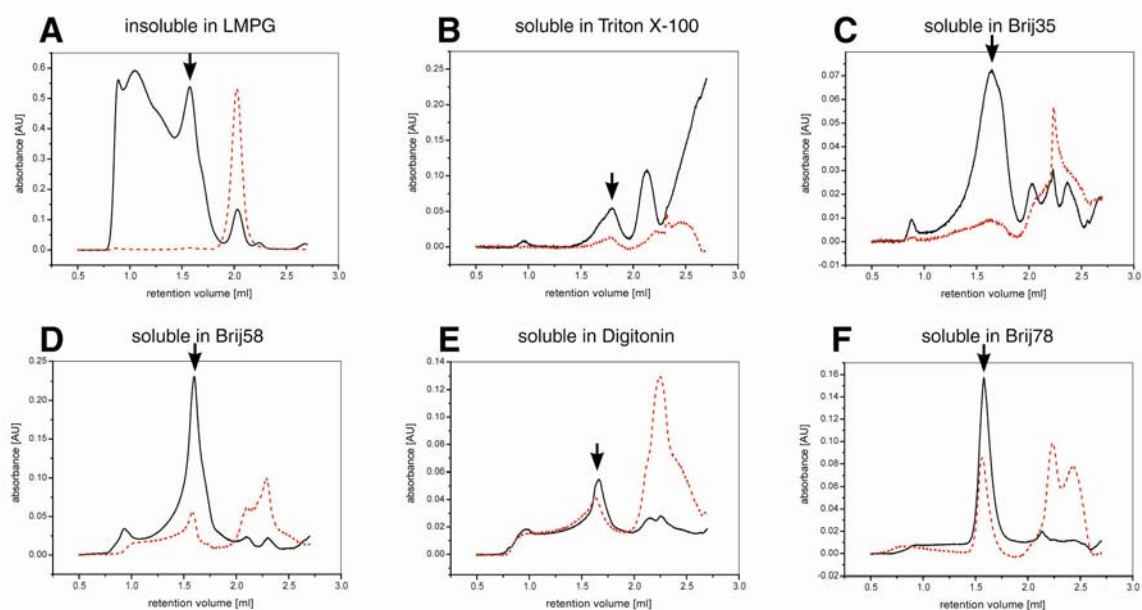 A insoluble in LMPG
absorbance [AU]
0.6
0.5
0.4
0.3
0.2
0.1
0.0
0.5 1.0 1.5 2.0 2.5 3.0
retention volume [ml]
B soluble in Triton X-100
absorbance [AU]
0.25
0.20
0.15
0.10
0.05
0.00
0.5 1.0 1.5 2.0 2.5 3.0
retention volume [ml]
C soluble in Brij35
absorbance [AU]
0.07
0.06
0.05
0.04
0.03
0.02
0.01
0.00
-0.01
0.5 1.0 1.5 2.0 2.5 3.0
retention volume [ml]
D soluble in Brij58
absorbance [AU]
0.25
0.20
0.15
0.10
0.05
0.00
0.5 1.0 1.5 2.0 2.5 3.0
retention volume [ml]
E soluble in Digitonin
absorbance [AU]
0.14
0.12
0.10
0.08
0.06
0.04
0.02
0.00
0.5 1.0 1.5 2.0 2.5 3.0
retention volume [ml]
F soluble in Brij78
absorbance [AU]
0.16
0.14
0.12
0.10
0.08
0.06
0.04
0.02
0.00
-0.02
0.5 1.0 1.5 2.0 2.5 3.0
retention volume [ml]